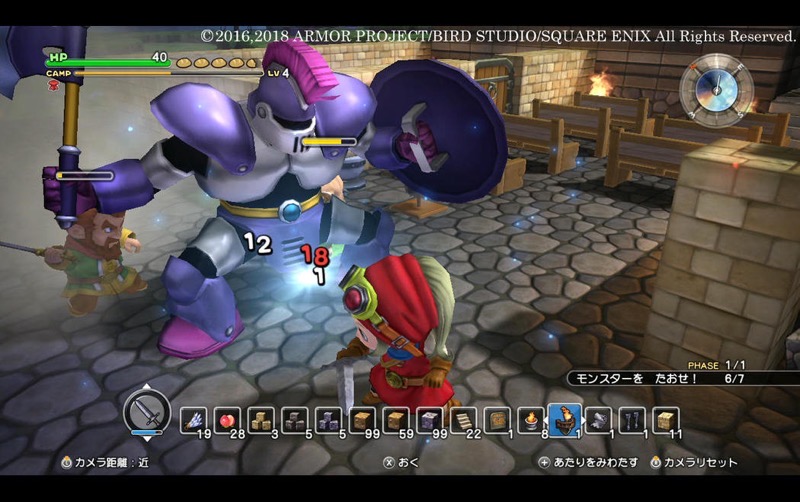 ©2016,2018 ARMOR PROJECT/BIRD STUDIO/SQUARE ENIX All Rights Reserved.
HP 40
CAMP LV 4
12
18
1
PHASE 1/1
モンスターを たおせ! 6/7
19 28 3 5 5 99 59 99 22 1 8 1 1 1 11
カメラ距離:近 Ⓧおく ⊕あたりをみわたす カメラリセット